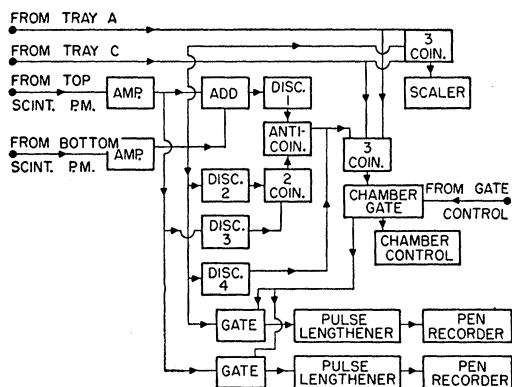 FROM TRAY A
FROM TRAY C
3
COIN.
SCALER
FROM TOP
SCINT. P.M.
AMP.
ADD
DISC.
1
FROM BOTTOM
SCINT. P.M.
AMP.
ANTI-
COIN.
3
COIN.
DISC.
2
2
COIN.
DISC.
3
DISC.
4
CHAMBER
GATE
FROM GATE
CONTROL
CHAMBER
CONTROL
GATE
PULSE
LENGTHENER
PEN
RECORDER
GATE
PULSE
LENGTHENER
PEN
RECORDER